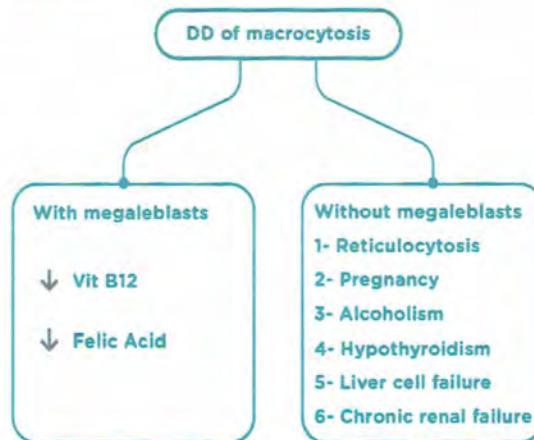 DD of macrocytosis
With megaleblasts
↓ Vit B12
↓ Felic Acid
Without megaleblasts
1- Reticulocytosis
2- Pregnancy
3- Alcoholism
4- Hypothyroidism
5- Liver cell failure
6- Chronic renal failure